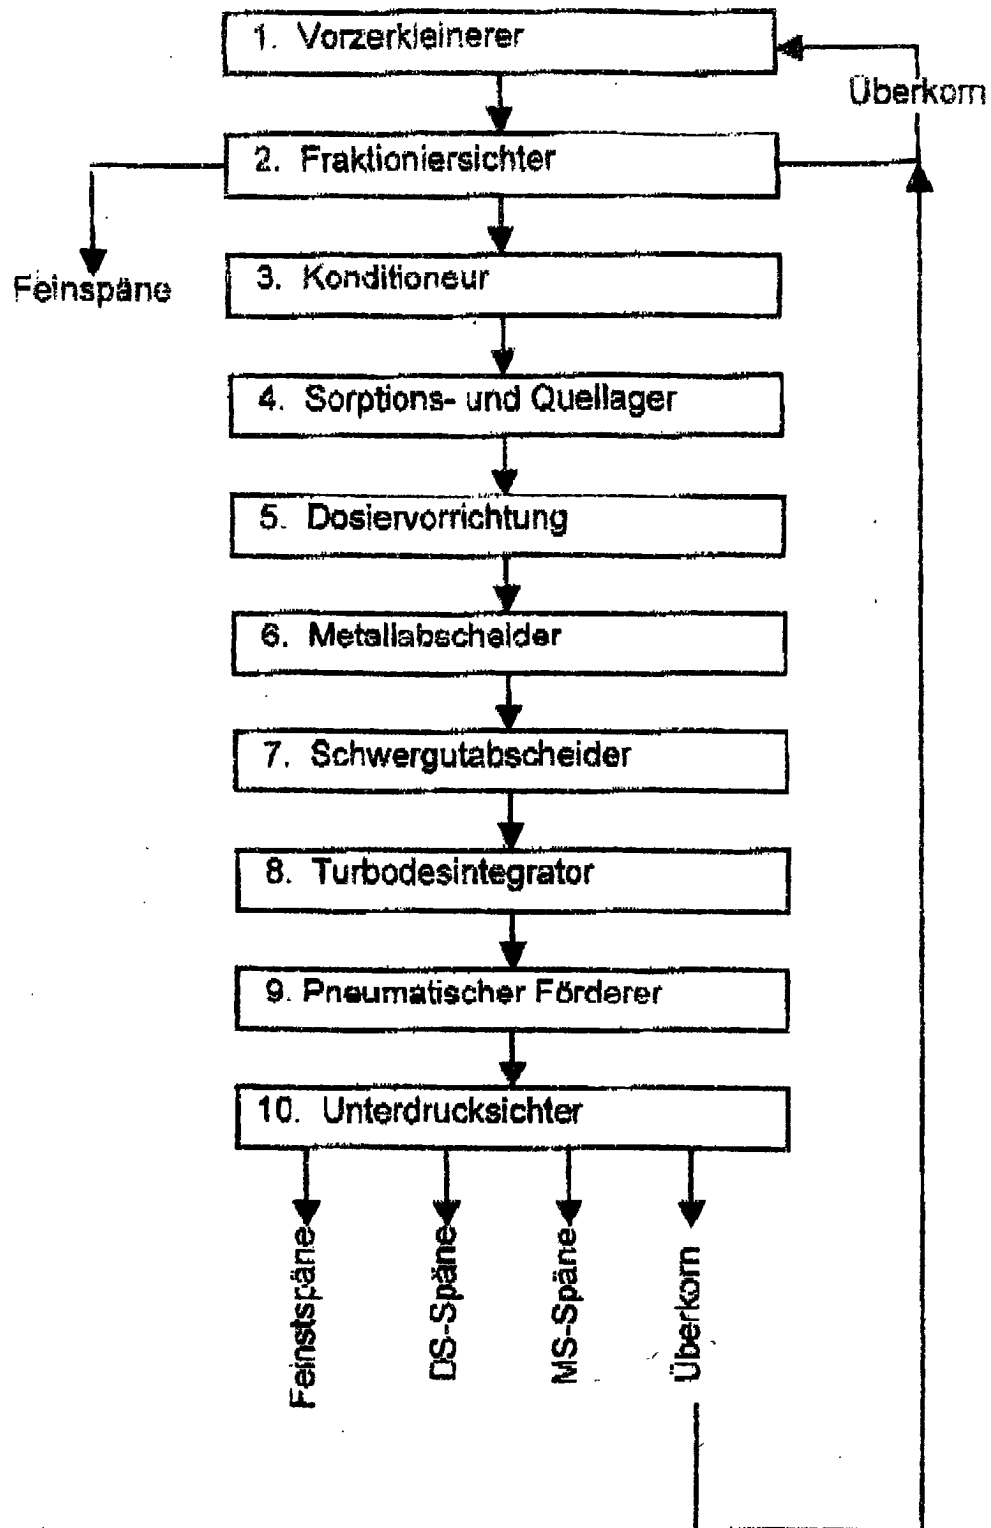 1. Vorzerkleinerer
Überkorn
2. Fraktioniersichter
Feinspäne
3. Konditioneur
4. Sorptions- und Quellager
5. Dosiervorrichtung
6. Metallabscheider
7. Schwergutabscheider
8. Turbodesintegrator
9. Pneumatischer Förderer
10. Unterdrucksichter
Feinstspäne
DS-Späne
MS-Späne
Überkorn